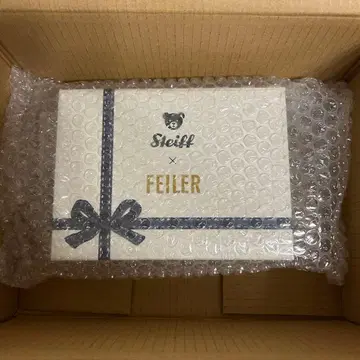 Steiff
×
FEILER